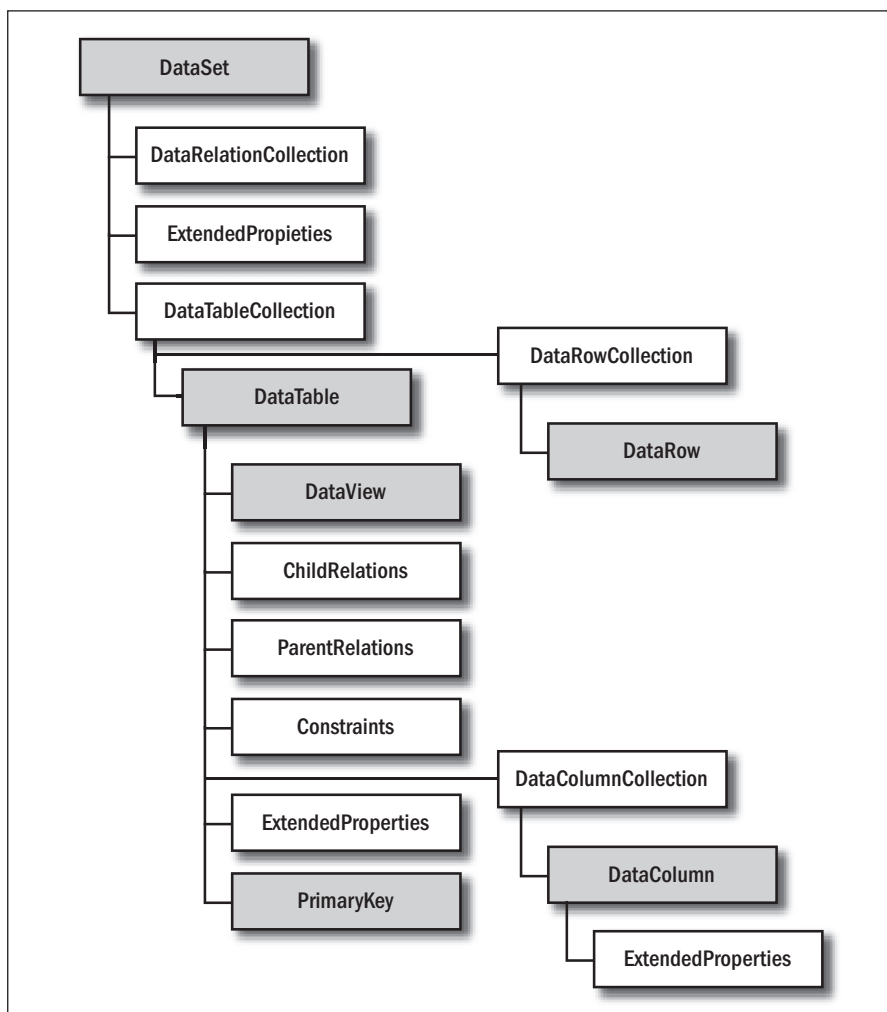 DataSet
DataRelationCollection
ExtendedPropieties
DataTableCollection
DataRowCollection
DataTable
DataRow
DataView
ChildRelations
ParentRelations
Constraints
DataColumnCollection
ExtendedProperties
DataColumn
PrimaryKey
ExtendedProperties